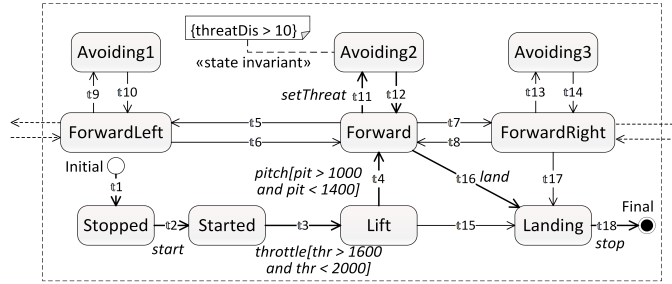 {threatDis > 10}
Avoiding1
Avoiding2
Avoiding3
«state invariant»
t9
t10
setThreat
t11
t12
t13
t14
ForwardLeft
t5
t6
Forward
t7
t8
ForwardRight
Initial
t1
pitch[pit > 1000
and pit < 1400]
t4
t16
land
t17
Stopped
t2
start
Started
t3
throttle[thr > 1600
and thr < 2000]
Lift
t15
Landing
t18
stop
Final